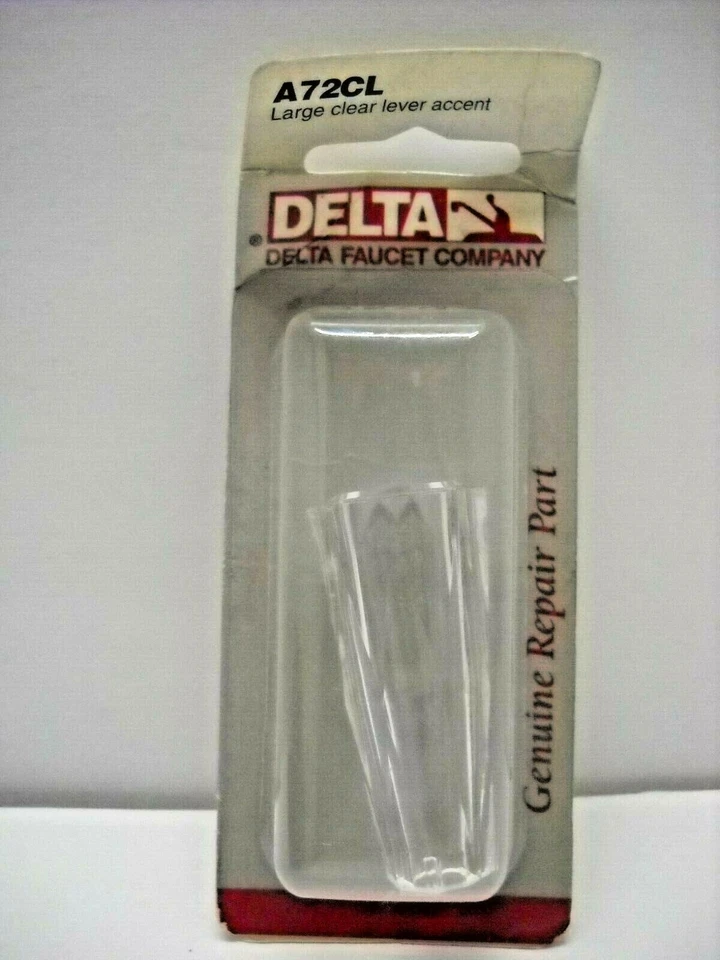 A72CL
Large clear lever accent
DELTA
® DELTA FAUCET COMPANY
Genuine Repair Part